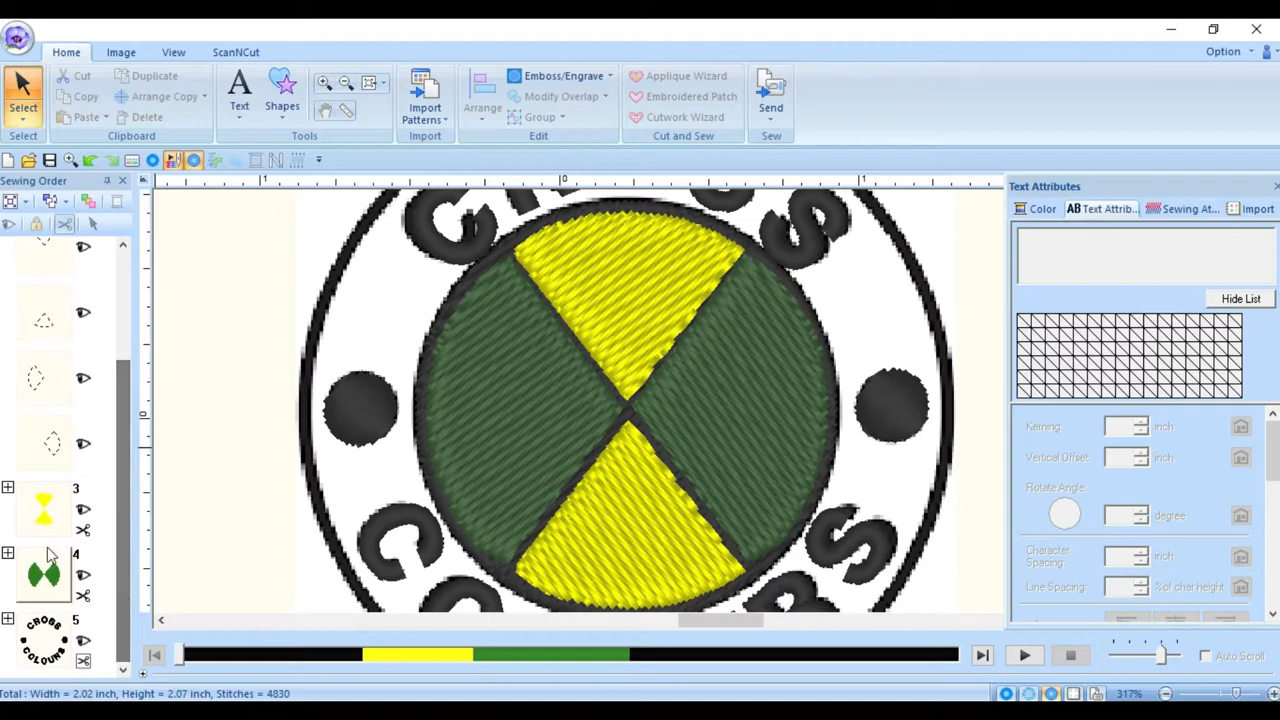 Home Image View ScanNCut Option
Cut Duplicate Emboss/Engrave Applique Wizard
Copy Arrange Copy Modify Overlap Embroidered Patch
Paste Delete Group Cutwork Wizard
Select Text Shapes Import Patterns Arrange Send
Select Clipboard Tools Import Edit Cut and Sew Sew
Sewing Order
1 0 1
Text Attributes
Color AB Text Attrib... Sewing At... Import
Hide List
Kerning: inch
Vertical Offset: inch
Rotate Angle:
degree
Character Spacing: inch
Line Spacing: %of char height
3
4
5
CROSS
COLOURS
0
Auto Scroll
Total : Width = 2.02 inch, Height = 2.07 inch, Stitches = 4830
317%